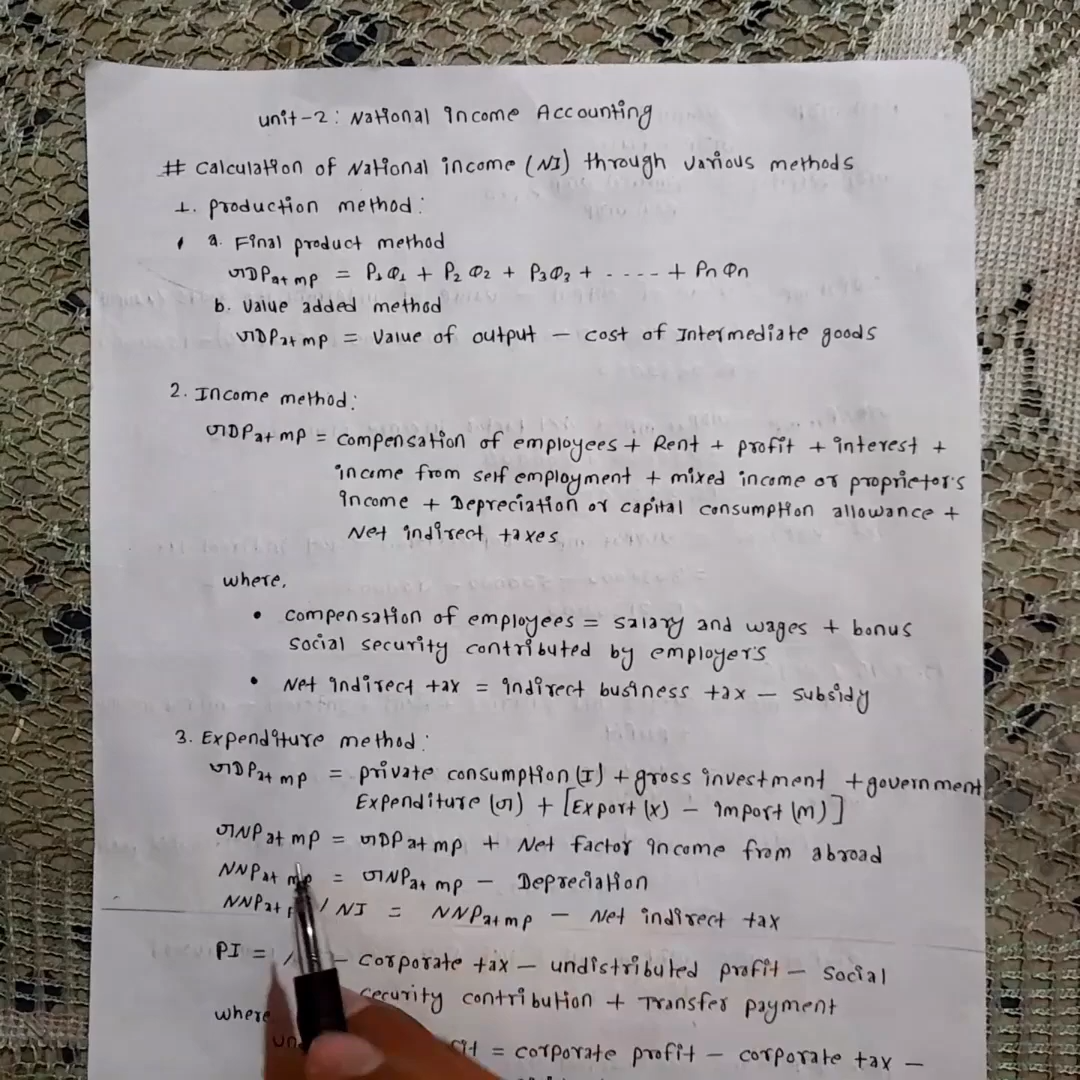 Unit-2: National Income Accounting
# Calculation of National income (NI) through various methods
1. production method:
a. Final product method
GDPat mp = P1Q1 + P2Q2 + P3Q3 + ---- + PnQn
b. Value added method
GDPat mp = Value of output - cost of Intermediate goods
2. Income method:
GDPat mp = compensation of employees + Rent + profit + interest +
income from self employment + mixed income or proprietor's
income + Depreciation or capital consumption allowance +
Net indirect taxes
where,
• compensation of employees = salary and wages + bonus
social security contributed by employer's
• Net indirect tax = indirect business tax - subsidy
3. Expenditure method:
GDPat mp = private consumption (I) + gross investment + government
Expenditure (G) + [Export (X) - Import (M)]
GNPat mp = GDPat mp + Net factor income from abroad
NNPat mp = GNPat mp - Depreciation
NNPat / NI = NNPat mp - Net indirect tax
PI = - corporate tax - undistributed profit - social
security contribution + Transfer payment
where
= corporate profit - corporate tax -